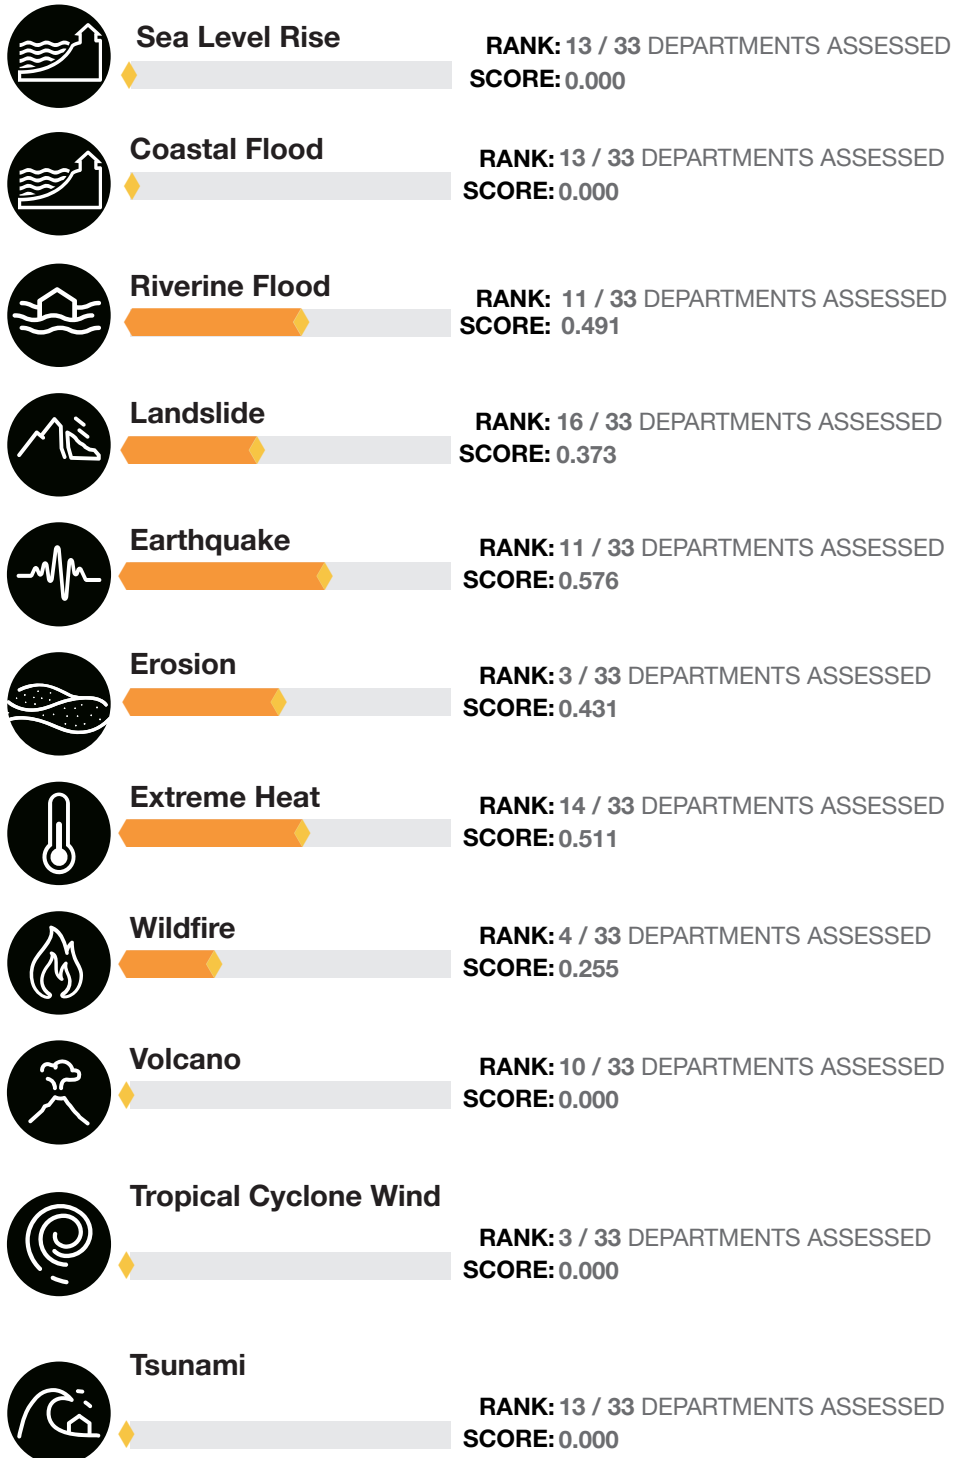 Sea Level Rise
RANK: 13 / 33 DEPARTMENTS ASSESSED
SCORE: 0.000
Coastal Flood
RANK: 13 / 33 DEPARTMENTS ASSESSED
SCORE: 0.000
Riverine Flood
RANK: 11 / 33 DEPARTMENTS ASSESSED
SCORE: 0.491
Landslide
RANK: 16 / 33 DEPARTMENTS ASSESSED
SCORE: 0.373
Earthquake
RANK: 11 / 33 DEPARTMENTS ASSESSED
SCORE: 0.576
Erosion
RANK: 3 / 33 DEPARTMENTS ASSESSED
SCORE: 0.431
Extreme Heat
RANK: 14 / 33 DEPARTMENTS ASSESSED
SCORE: 0.511
Wildfire
RANK: 4 / 33 DEPARTMENTS ASSESSED
SCORE: 0.255
Volcano
RANK: 10 / 33 DEPARTMENTS ASSESSED
SCORE: 0.000
Tropical Cyclone Wind
RANK: 3 / 33 DEPARTMENTS ASSESSED
SCORE: 0.000
Tsunami
RANK: 13 / 33 DEPARTMENTS ASSESSED
SCORE: 0.000